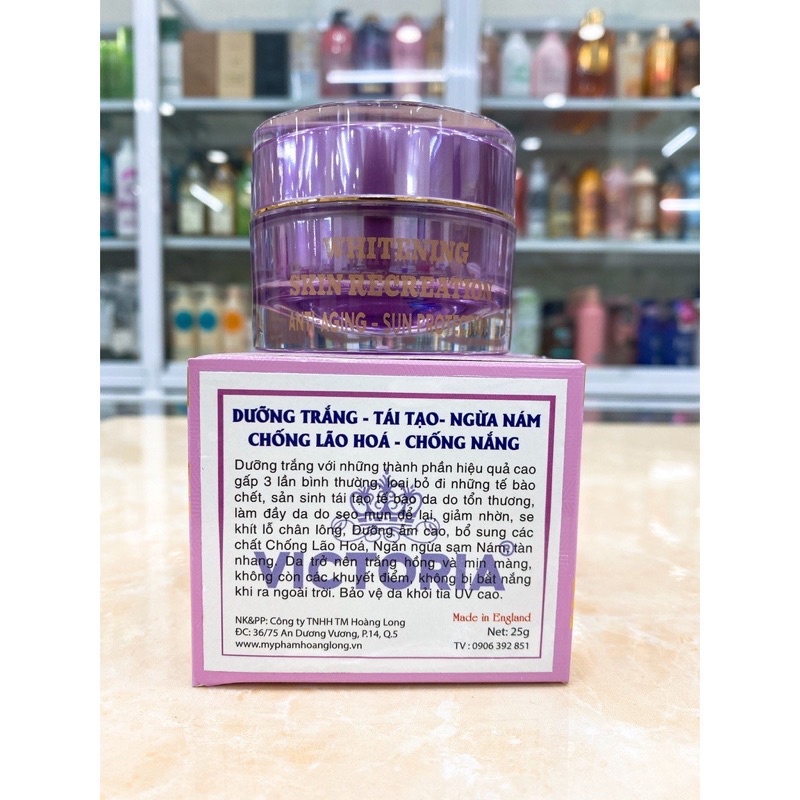 WHITENING
SKIN RECREATION
ANTI-AGING - SUN PROTECT
DƯỠNG TRẮNG - TÁI TẠO- NGỪA NÁM
CHỐNG LÃO HOÁ - CHỐNG NẮNG
Dưỡng trắng với những thành phần hiệu quả cao
gấp 3 lần bình thường, loại bỏ đi những tế bào
chết, sản sinh tái tạo tế bào da do tổn thương,
làm đầy da do sẹo mụn để lại, giảm nhờn, se
khít lỗ chân lông, Dưỡng ẩm cao, bổ sung các
chất Chống Lão Hoá, Ngăn ngừa sạm Nám, tàn
nhang. Da trở nên trắng hồng và mịn màng,
không còn các khuyết điểm, không bị bắt nắng
khi ra ngoài trời. Bảo vệ da khỏi tia UV cao.
VICTORIA®
NK&PP: Công ty TNHH TM Hoàng Long
ĐC: 36/75 An Dương Vương, P.14, Q.5
www.myphamhoanglong.vn
Made in England
Net: 25g
TV : 0906 392 851